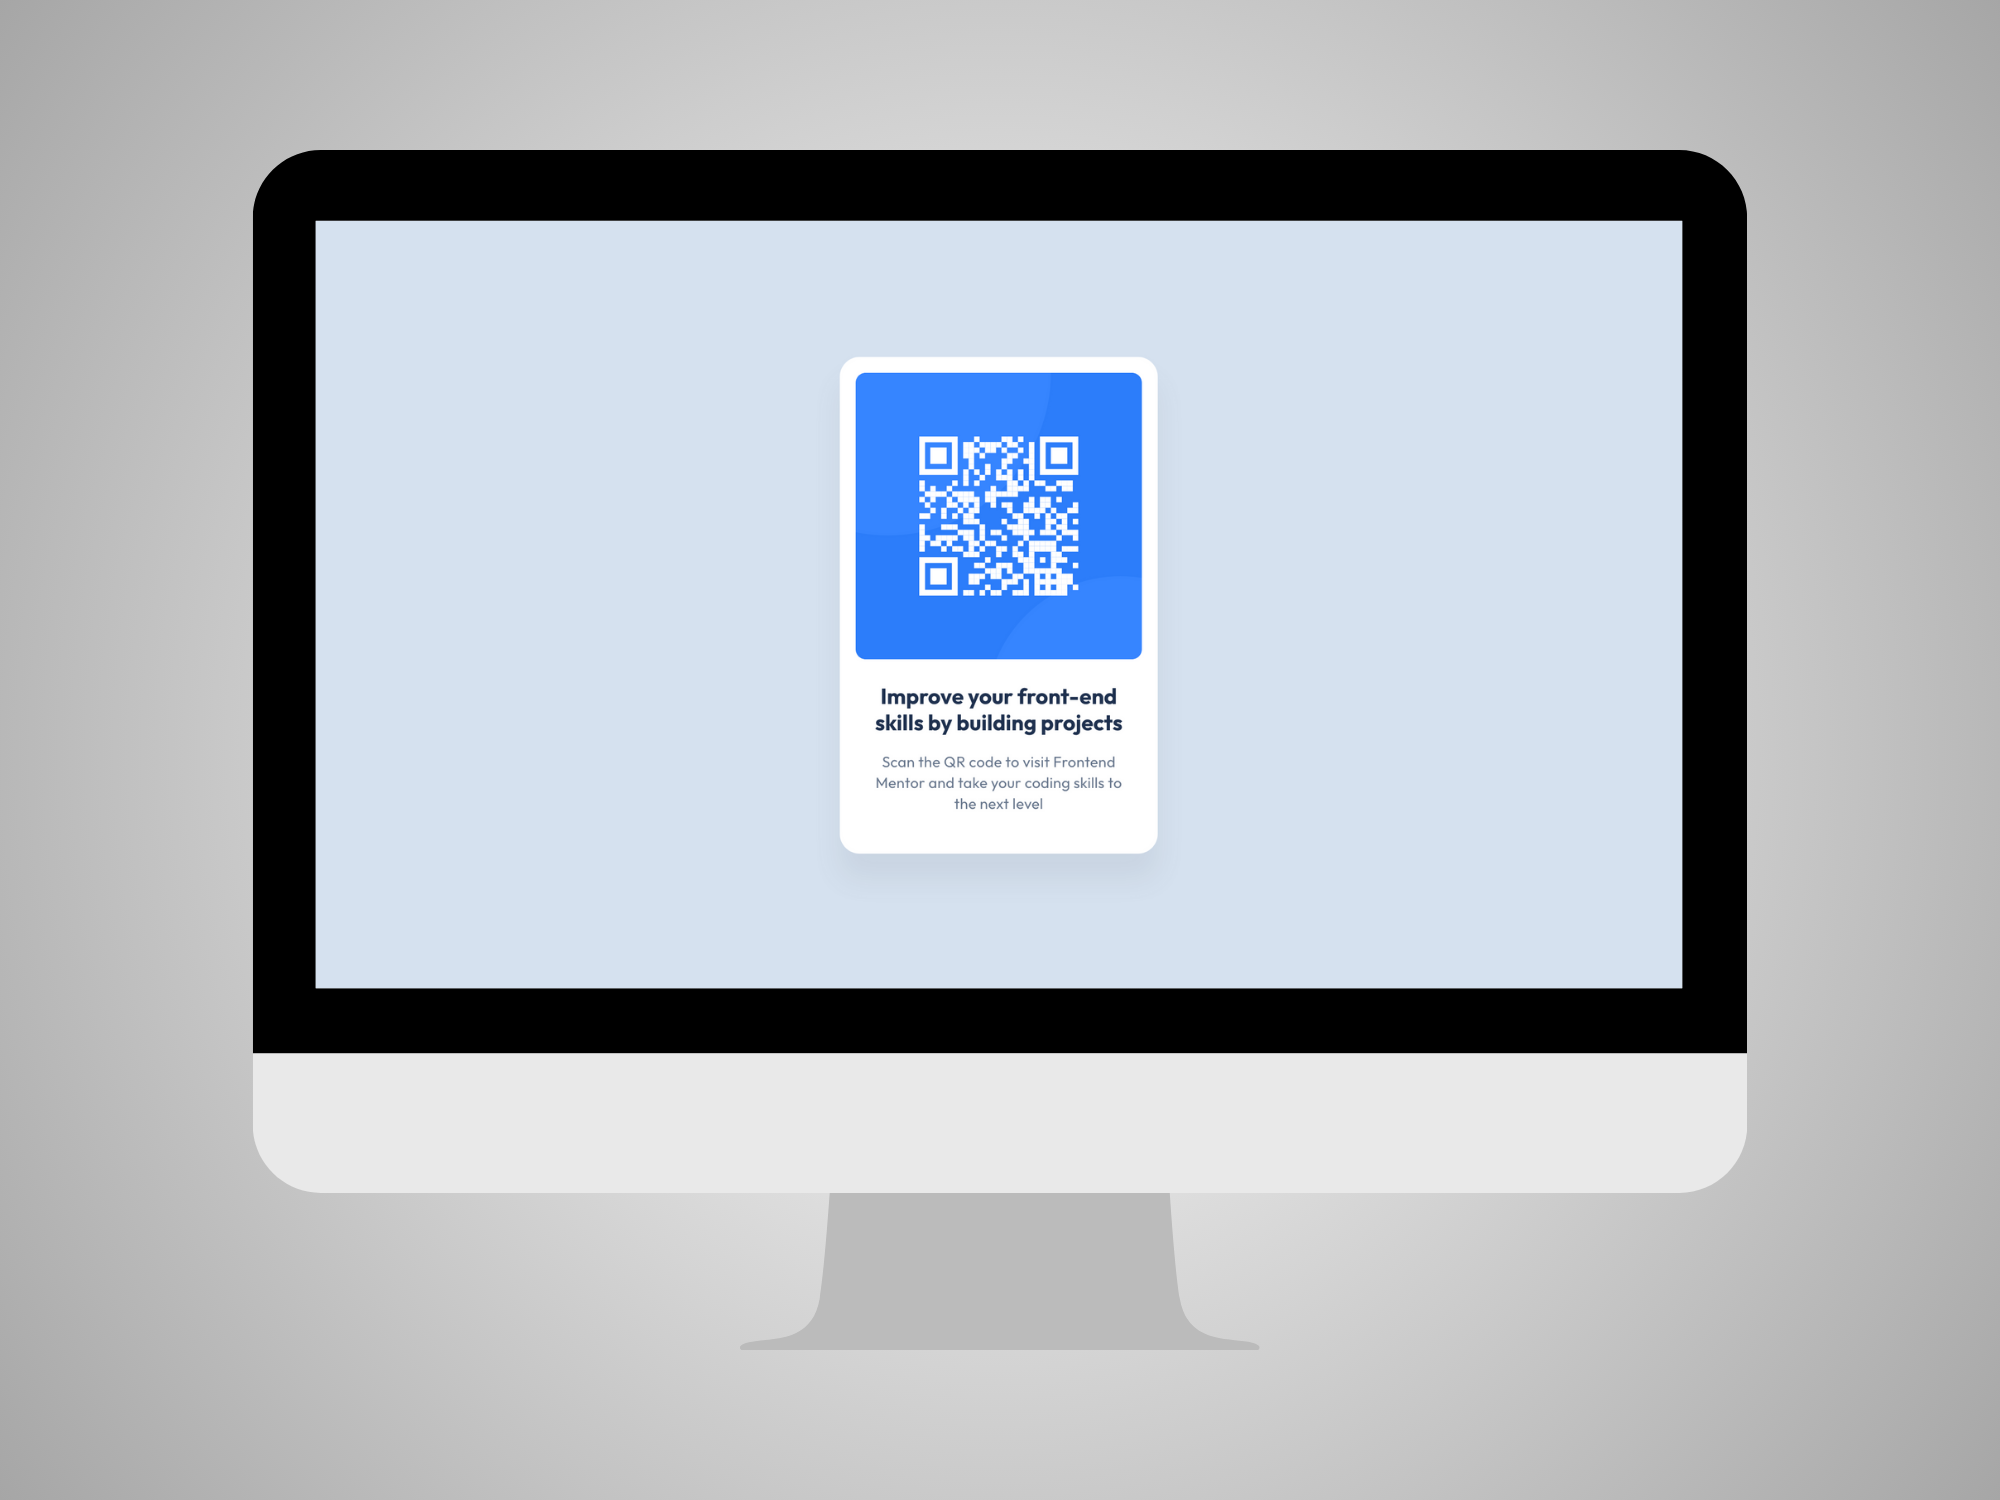 Improve your front-end
skills by building projects
Scan the QR code to visit Frontend
Mentor and take your coding skills to
the next level